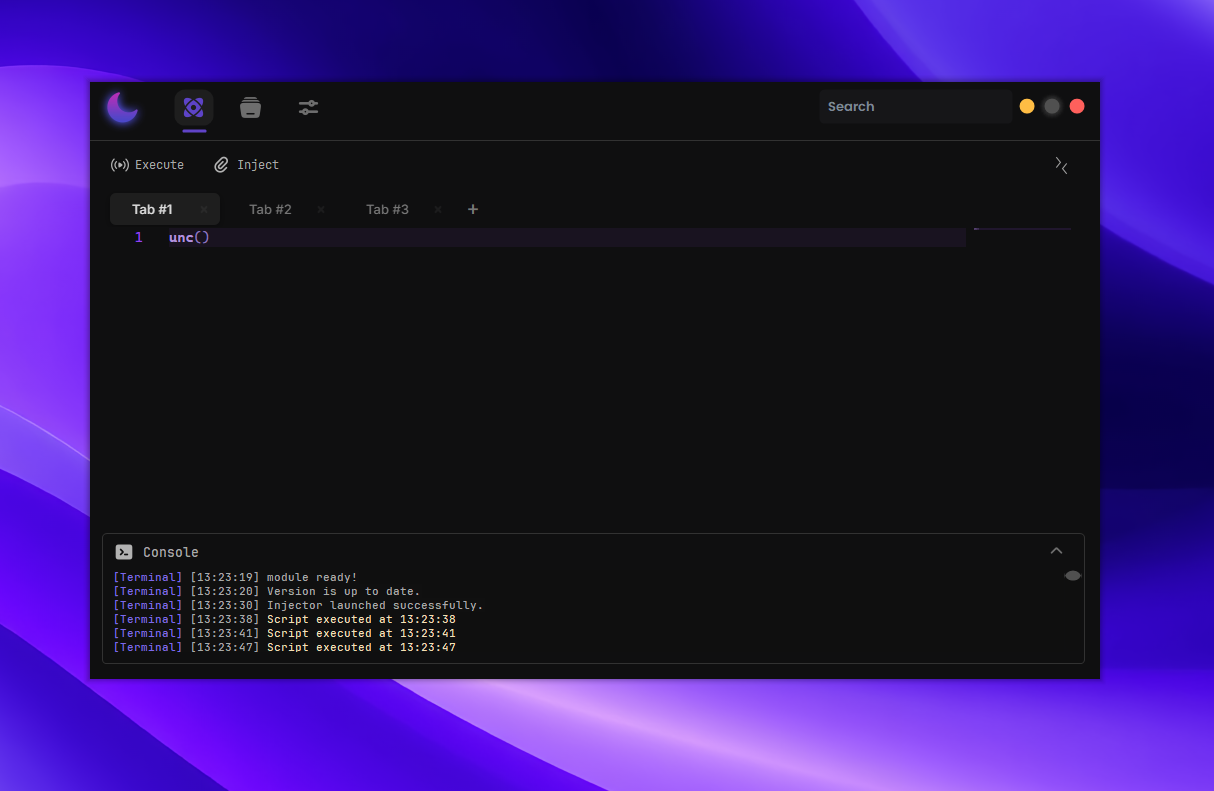 Search
Execute Inject
Tab #1 × Tab #2 × Tab #3 × +
1 unc()
Console
[Terminal] [13:23:19] module ready!
[Terminal] [13:23:20] Version is up to date.
[Terminal] [13:23:30] Injector launched successfully.
[Terminal] [13:23:38] Script executed at 13:23:38
[Terminal] [13:23:41] Script executed at 13:23:41
[Terminal] [13:23:47] Script executed at 13:23:47